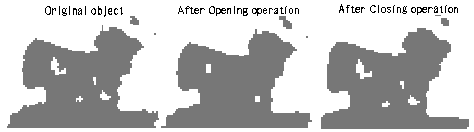 Original object
After Opening operation
After Closing operation